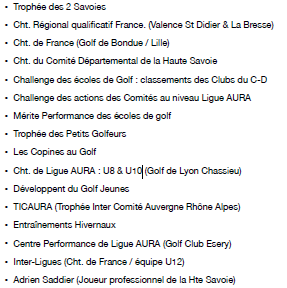 • Trophée des 2 Savoies
• Cht. Régional qualificatif France. (Valence St Didier & La Bresse)
• Cht. de France (Golf de Bondue / Lille)
• Cht. du Comité Départemental de la Haute Savoie
• Challenge des écoles de Golf : classements des Clubs du C-D
• Challenge des actions des Comités au niveau Ligue AURA
• Mérite Performance des écoles de golf
• Trophée des Petits Golfeurs
• Les Copines au Golf
• Cht. de Ligue AURA : U8 & U10 (Golf de Lyon Chassieu)
• Développent du Golf Jeunes
• TICAURA (Trophée Inter Comité Auvergne Rhône Alpes)
• Entraînements Hivernaux
• Centre Performance de Ligue AURA (Golf Club Esery)
• Inter-Ligues (Cht. de France / équipe U12)
• Adrien Saddier (Joueur professionnel de la Hte Savoie)